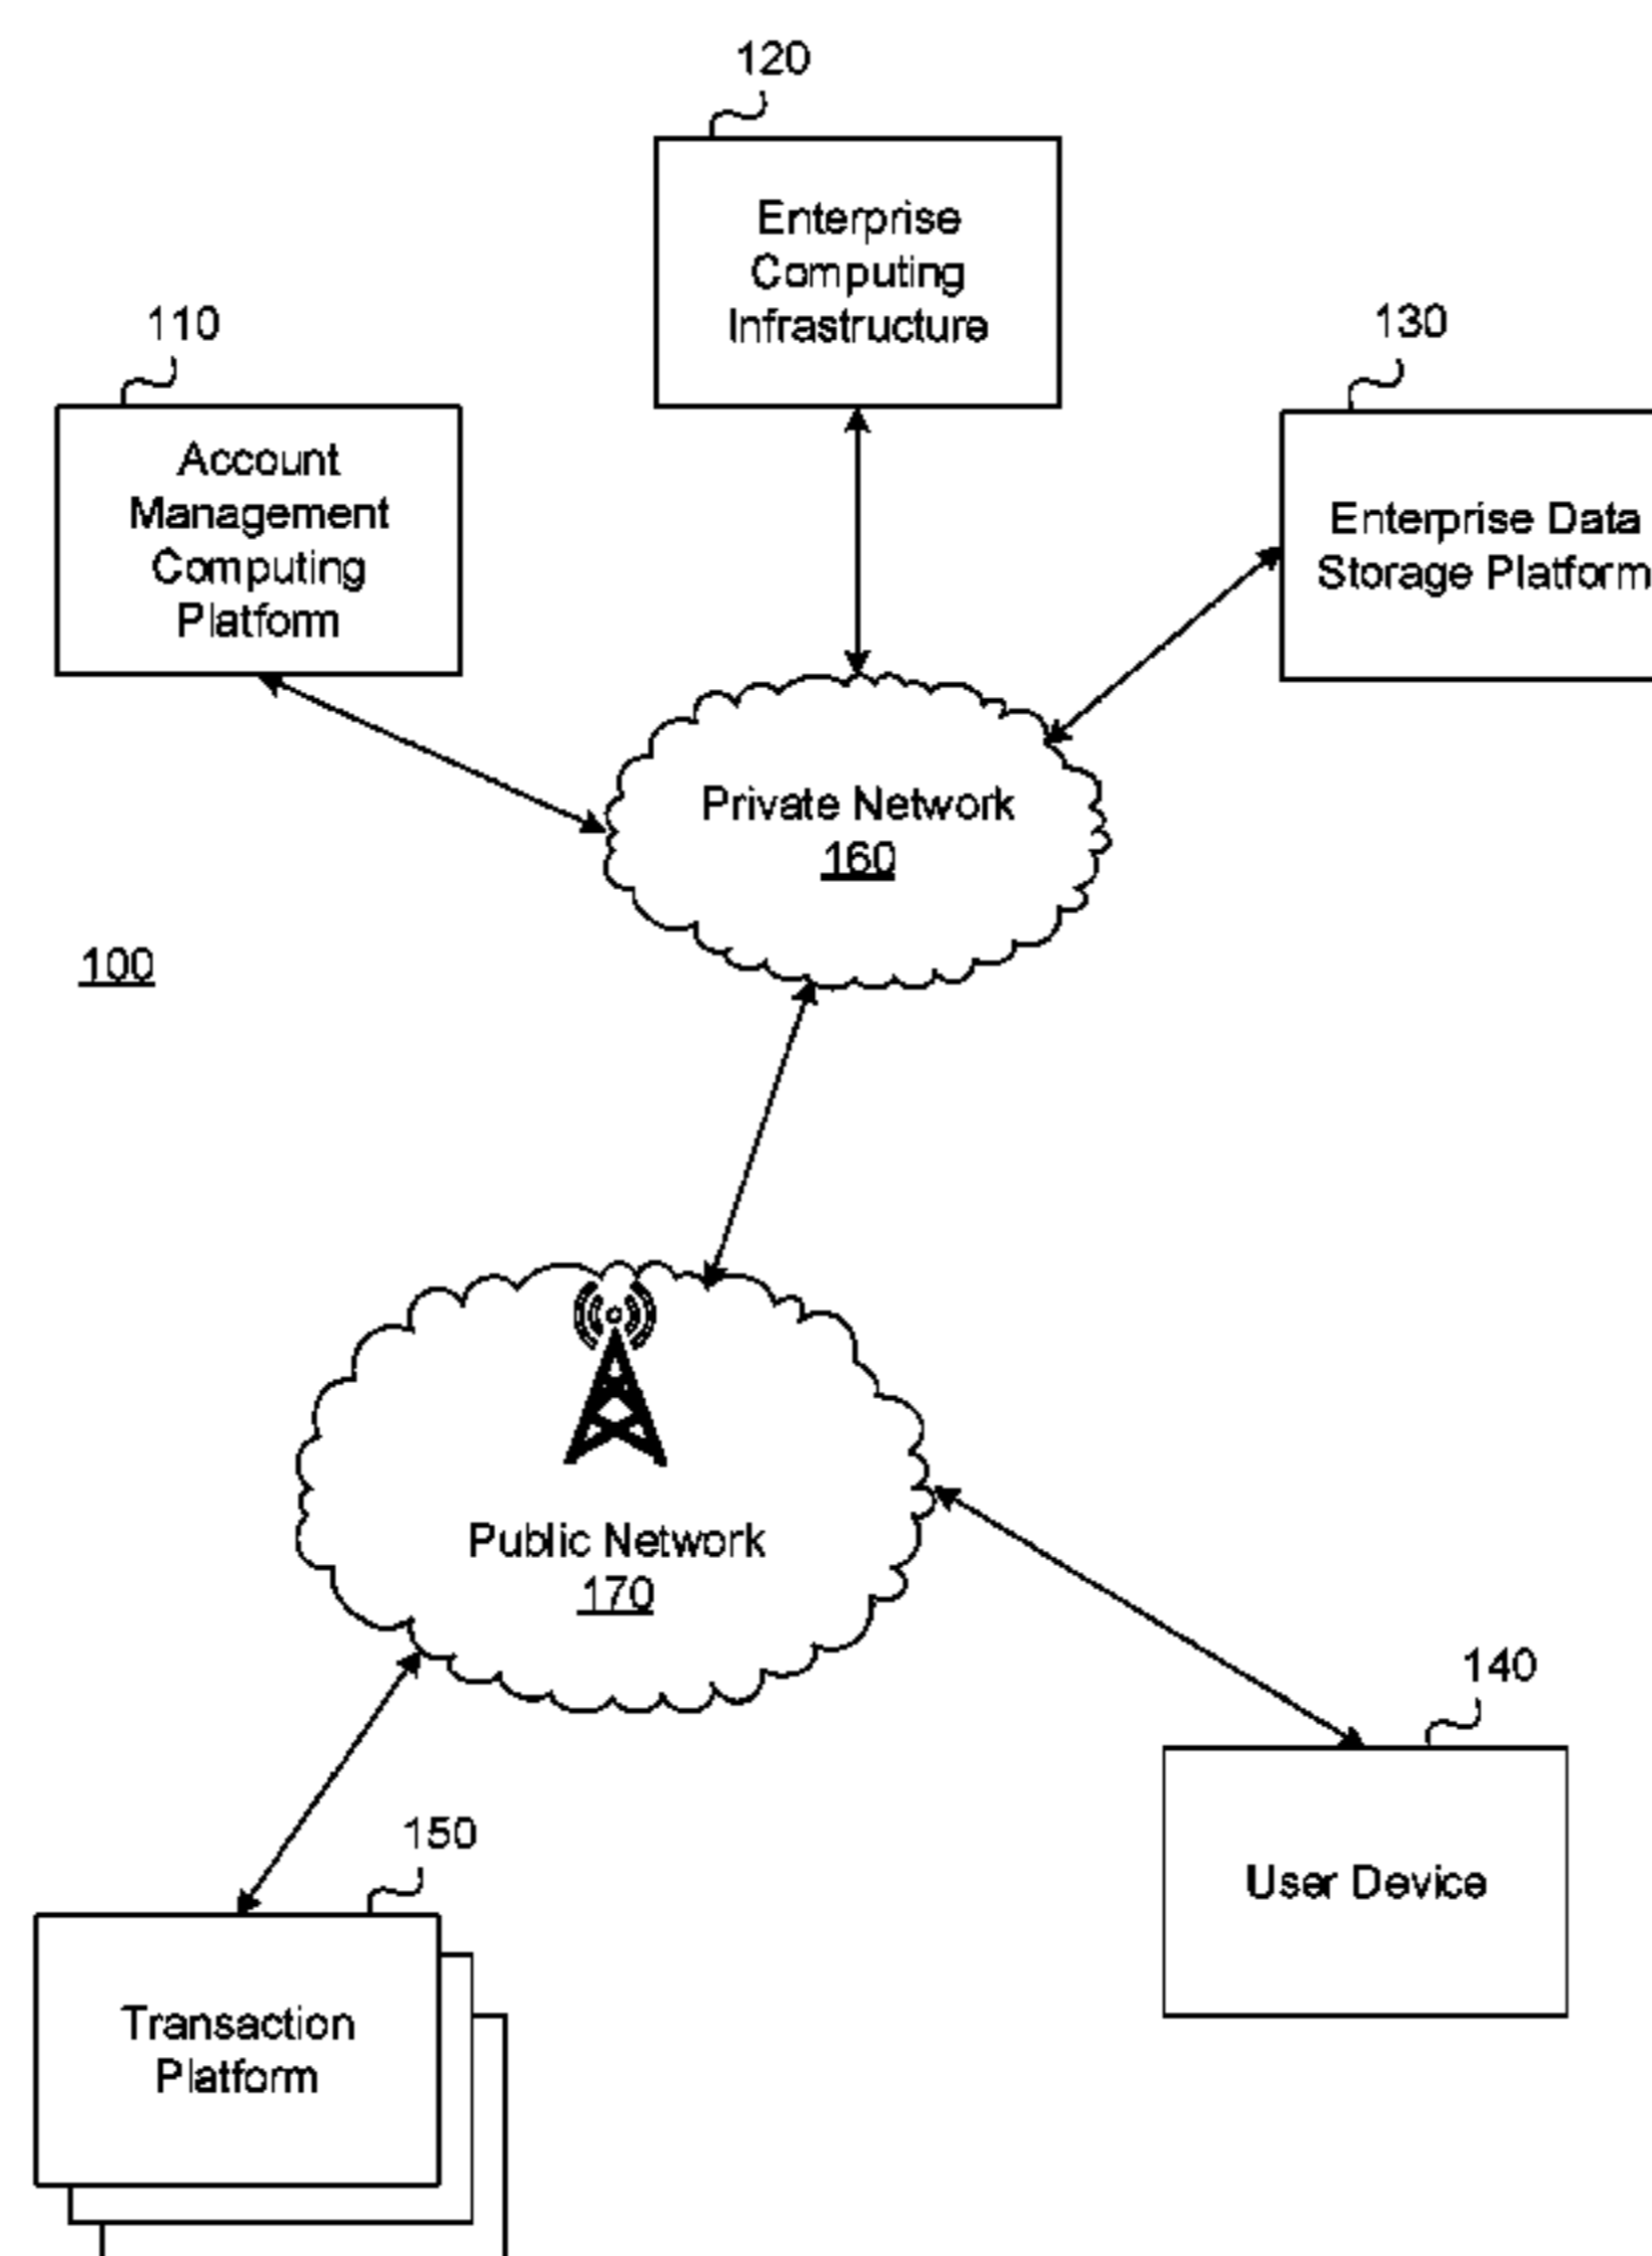 120
Enterprise
Computing
Infrastructure
110
Account
Management
Computing
Platform
130
Enterprise Data
Storage Platform
Private Network
160
100
Public Network
170
140
User Device
150
Transaction
Platform